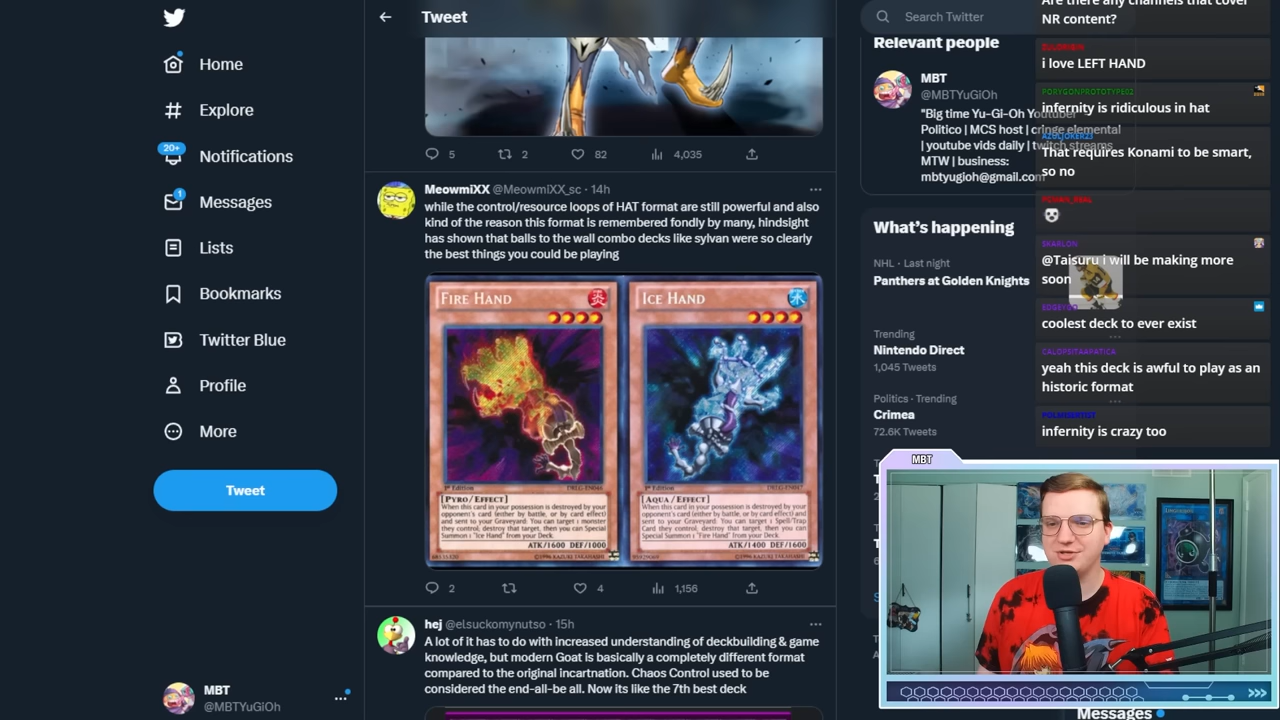 Home
Explore
20+
Notifications
1
Messages
Lists
Bookmarks
Twitter Blue
Profile
More
Tweet
MBT
@MBTYuGiOh
Tweet
5
2
82
4,035
MeowmiXX @MeowmiXX_sc · 14h
while the control/resource loops of HAT format are still powerful and also
kind of the reason this format is remembered fondly by many, hindsight
has shown that balls to the wall combo decks like sylvan were so clearly
the best things you could be playing
FIRE HAND
1st Edition
[PYRO/EFFECT]
When this card in your possession is destroyed by your
opponent's card (either by battle, or by card effect)
and sent to your Graveyard: You can target 1 monster
they control; destroy that target, then you can Special
Summon 1 "Ice Hand" from your Deck.
ATK/1600 DEF/1000
ICE HAND
1st Edition
[AQUA/EFFECT]
When this card in your possession is destroyed by your
opponent's card (either by battle, or by card effect)
and sent to your Graveyard: You can target 1 Spell/Trap
Card they control; destroy that target, then you can Special
Summon 1 "Fire Hand" from your Deck.
ATK/1400 DEF/1600
2
4
1,156
hej @elsuckomynutso · 15h
A lot of it has to do with increased understanding of deckbuilding & game
knowledge, but modern Goat is basically a completely different format
compared to the original incartnation. Chaos Control used to be
considered the end-all-be all. Now its like the 7th best deck
Search Twitter
Relevant people
MBT
@MBTYuGiOh
"Big time Yu-Gi-Oh Youtuber"
Politico | MCS host | cringe elemental
| youtube vids daily | twitch streams
MTW | business:
mbtyugioh@gmail.com
What's happening
NHL · Last night
Panthers at Golden Knights
Trending
Nintendo Direct
1,045 Tweets
Politics · Trending
Crimea
72.6K Tweets
Messages
Are there any channels that cover
NR content?
i love LEFT HAND
PORYGONPROTOTYPE02
infernity is ridiculous in hat
AZULJOKER23
That requires Konami to be smart,
so no
SKARLON
@Taisuru i will be making more
soon
coolest deck to ever exist
CALOPSITAAPATICA
yeah this deck is awful to play as an
historic format
infernity is crazy too
MBT